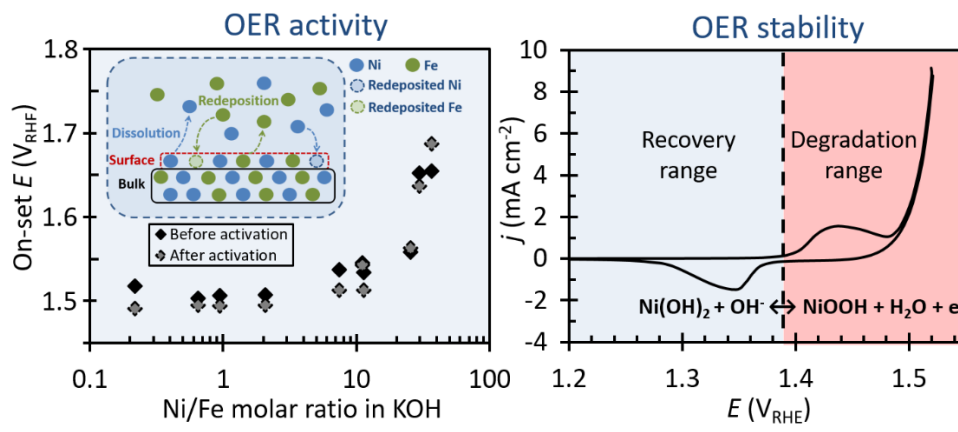 OER activity
1.8
1.7
1.6
1.5
0.1
1
10
100
On-set E (V_RHE)
Ni/Fe molar ratio in KOH
Ni
Fe
Redeposited Ni
Redeposited Fe
Redeposition
Dissolution
Surface
Bulk
Before activation
After activation
OER stability
10
8
6
4
2
0
-2
-4
1.2
1.3
1.4
1.5
j (mA cm⁻²)
E (V_RHE)
Recovery
range
Degradation
range
Ni(OH)₂ + OH⁻ ↔ NiOOH + H₂O + e